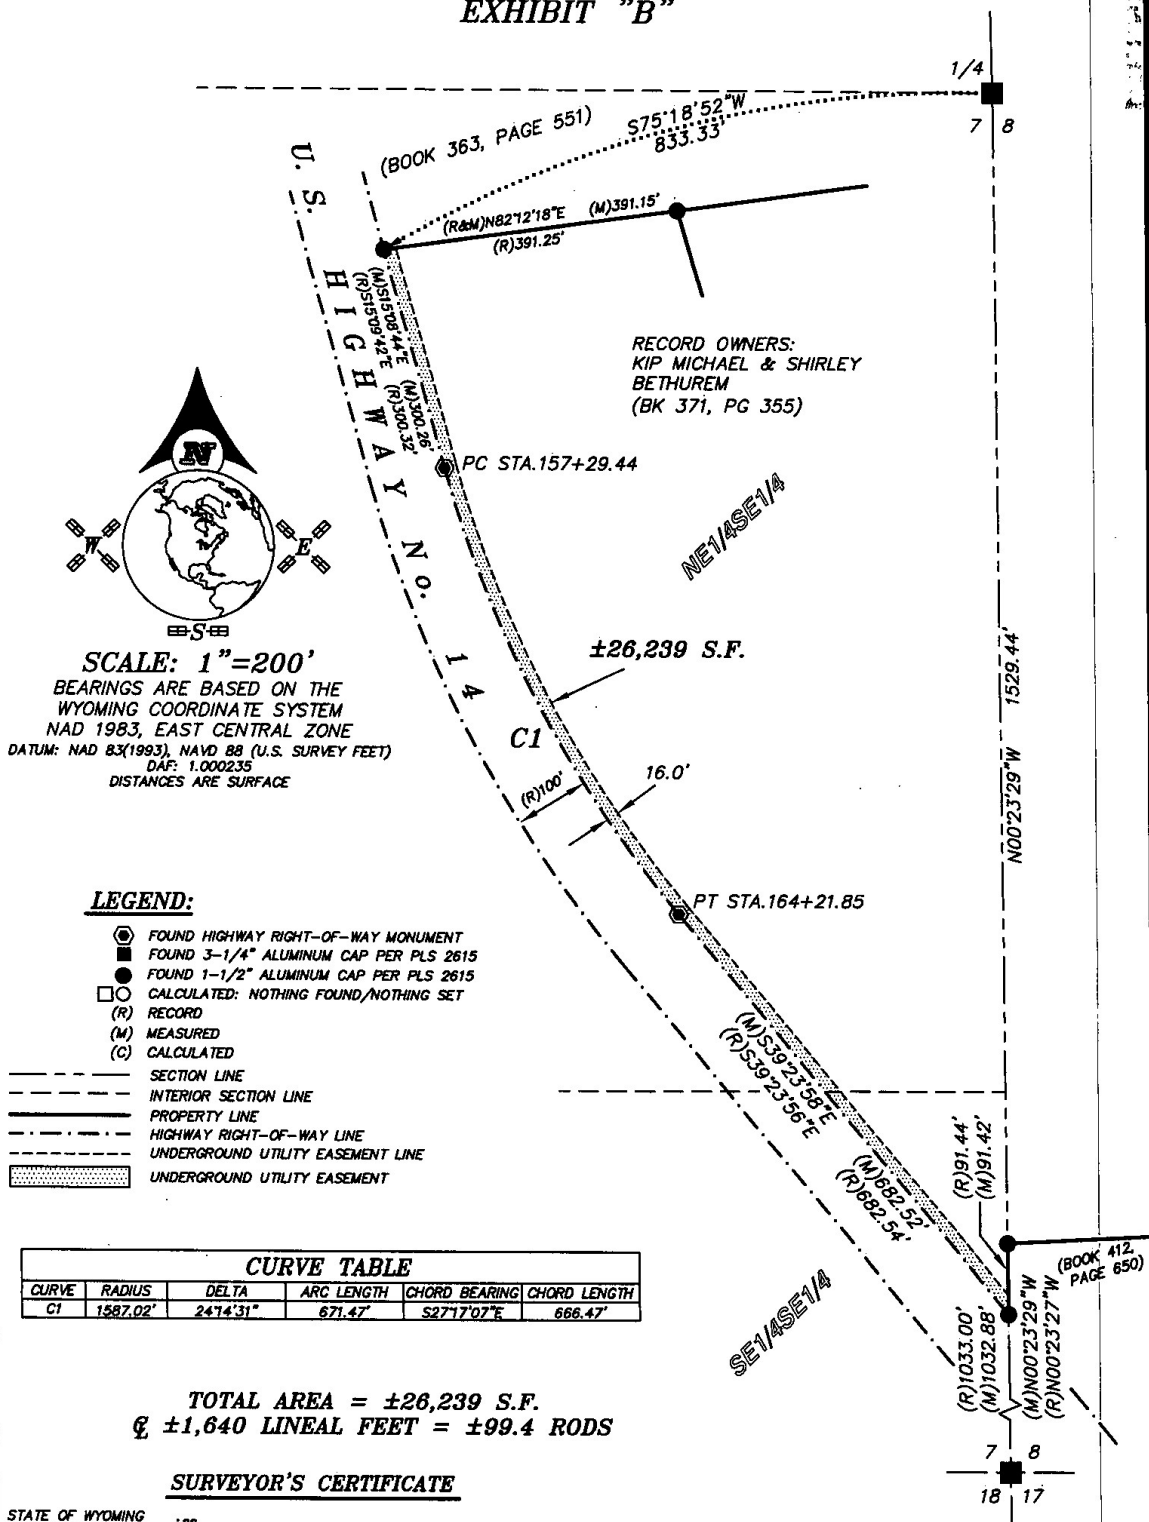 EXHIBIT "B"
1/4
7 8
(BOOK 363, PAGE 551)
S75°18'52"W
833.33'
(R&M)N82°12'18"E (M)391.15'
(R)391.25'
U. S. HIGHWAY No. 14
(M)S15°08'44"E (M)300.26'
(R)S15°09'42"E (R)300.32'
RECORD OWNERS:
KIP MICHAEL & SHIRLEY
BETHUREM
(BK 371, PG 355)
PC STA.157+29.44
NE1/4SE1/4
N
W
E
S
±26,239 S.F.
C1
(R)100'
16.0'
N00°23'29"W 1529.44'
SCALE: 1"=200'
BEARINGS ARE BASED ON THE
WYOMING COORDINATE SYSTEM
NAD 1983, EAST CENTRAL ZONE
DATUM: NAD 83(1993), NAVD 88 (U.S. SURVEY FEET)
DAF: 1.000235
DISTANCES ARE SURFACE
PT STA.164+21.85
LEGEND:
FOUND HIGHWAY RIGHT-OF-WAY MONUMENT
FOUND 3-1/4" ALUMINUM CAP PER PLS 2615
FOUND 1-1/2" ALUMINUM CAP PER PLS 2615
CALCULATED: NOTHING FOUND/NOTHING SET
(R) RECORD
(M) MEASURED
(C) CALCULATED
SECTION LINE
INTERIOR SECTION LINE
PROPERTY LINE
HIGHWAY RIGHT-OF-WAY LINE
UNDERGROUND UTILITY EASEMENT LINE
UNDERGROUND UTILITY EASEMENT
(M)S39°23'58"E
(R)S39°23'56"E
(M)682.52'
(R)682.54'
(R)91.44'
(M)91.42'
(BOOK 412,
PAGE 650)
SE1/4SE1/4
(R)1033.00'
(M)1032.88'
(M)N00°23'29"W
(R)N00°23'27"W
CURVE TABLE
CURVE RADIUS DELTA ARC LENGTH CHORD BEARING CHORD LENGTH
C1 1587.02' 24°14'31" 671.47' S27°17'07"E 666.47'
TOTAL AREA = ±26,239 S.F.
℄ ±1,640 LINEAL FEET = ±99.4 RODS
7 8
18 17
SURVEYOR'S CERTIFICATE
STATE OF WYOMING